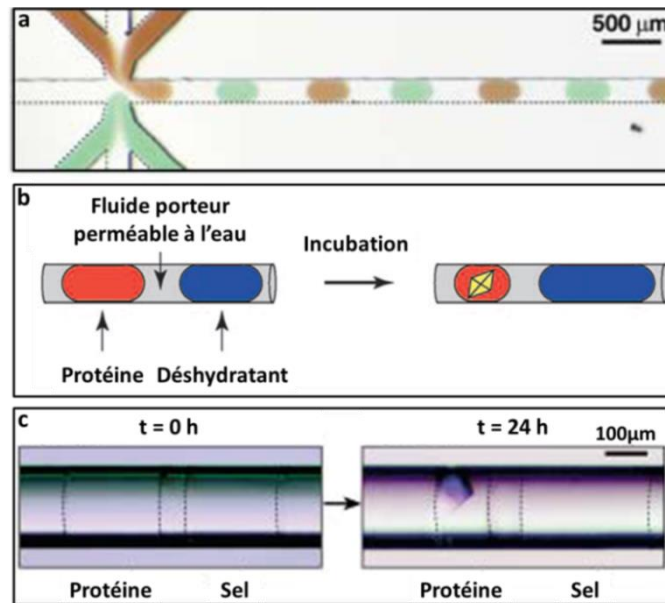 a
500 µm
b
Fluide porteur
perméable à l'eau
Incubation
Protéine Déshydratant
c
t = 0 h
t = 24 h
100µm
Protéine Sel
Protéine Sel